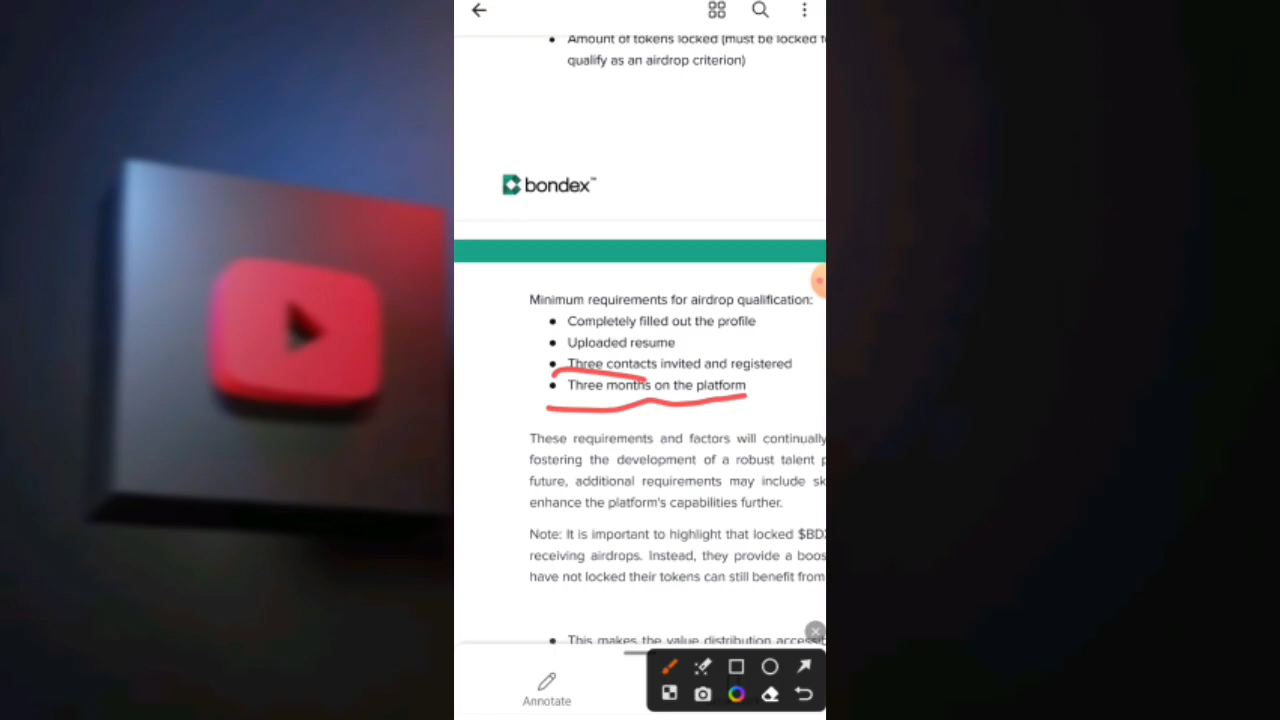 Amount of tokens locked (must be locked
qualify as an airdrop criterion)
bondex™
Minimum requirements for airdrop qualification:
Completely filled out the profile
Uploaded resume
Three contacts invited and registered
Three months on the platform
These requirements and factors will continually
fostering the development of a robust talent
future, additional requirements may include
enhance the platform's capabilities further.
Note: It is important to highlight that locked
receiving airdrops. Instead, they provide a
have not locked their tokens can still benefit from
This makes the value distribution
Annotate